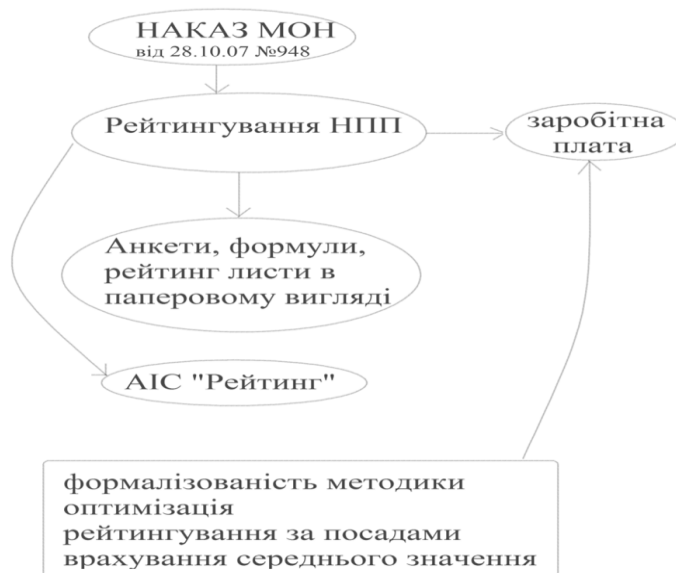 НАКАЗ МОН
від 28.10.07 №948
Рейтингування НПП
заробітна
плата
Анкети, формули,
рейтинг листи в
паперовому вигляді
АІС "Рейтинг"
формалізованість методики
оптимізація
рейтингування за посадами
врахування середнього значення